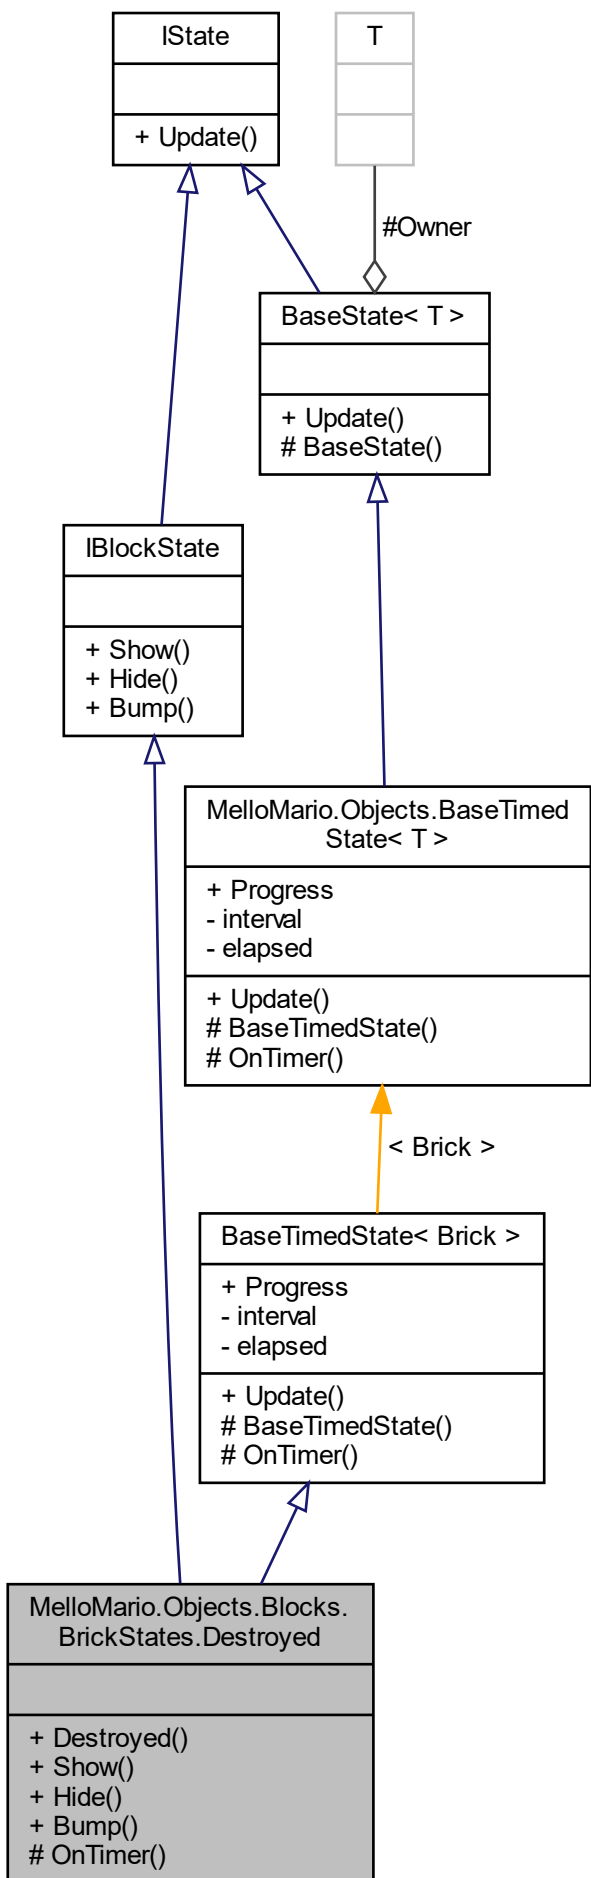 IState
+ Update()
T
#Owner
BaseState< T >
+ Update()
# BaseState()
IBlockState
+ Show()
+ Hide()
+ Bump()
MelloMario.Objects.BaseTimed
State< T >
+ Progress
- interval
- elapsed
+ Update()
# BaseTimedState()
# OnTimer()
< Brick >
BaseTimedState< Brick >
+ Progress
- interval
- elapsed
+ Update()
# BaseTimedState()
# OnTimer()
MelloMario.Objects.Blocks.
BrickStates.Destroyed
+ Destroyed()
+ Show()
+ Hide()
+ Bump()
# OnTimer()